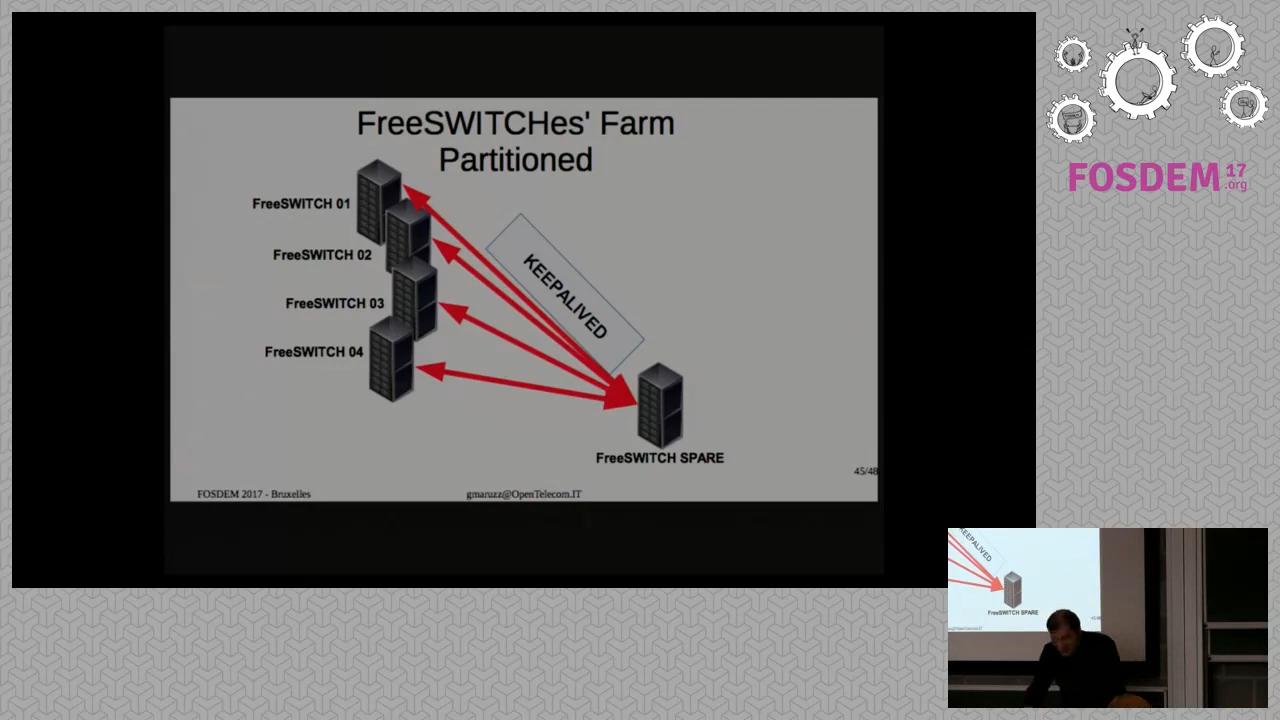 FreeSWITCHes' Farm
Partitioned
FreeSWITCH 01
FreeSWITCH 02
FreeSWITCH 03
FreeSWITCH 04
KEEPALIVED
FreeSWITCH SPARE
45/48
FOSDEM 2017 - Bruxelles
gmaruzz@OpenTelecom.IT
FOSDEM 17
.org
KEEPALIVED
FreeSWITCH SPARE